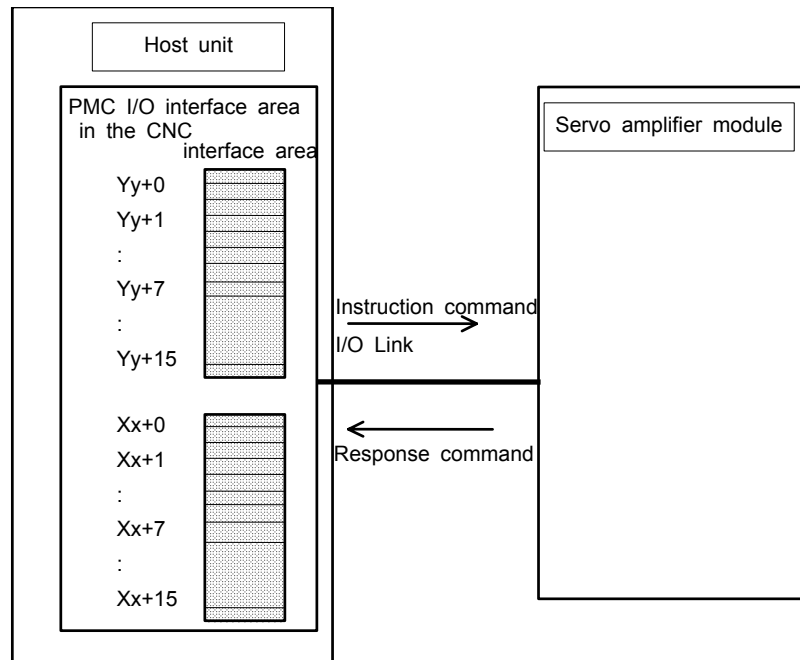 Host unit
PMC I/O interface area
in the CNC
interface area
Yy+0
Yy+1
:
Yy+7
:
Yy+15
Xx+0
Xx+1
:
Xx+7
:
Xx+15
Instruction command
I/O Link
Response command
Servo amplifier module